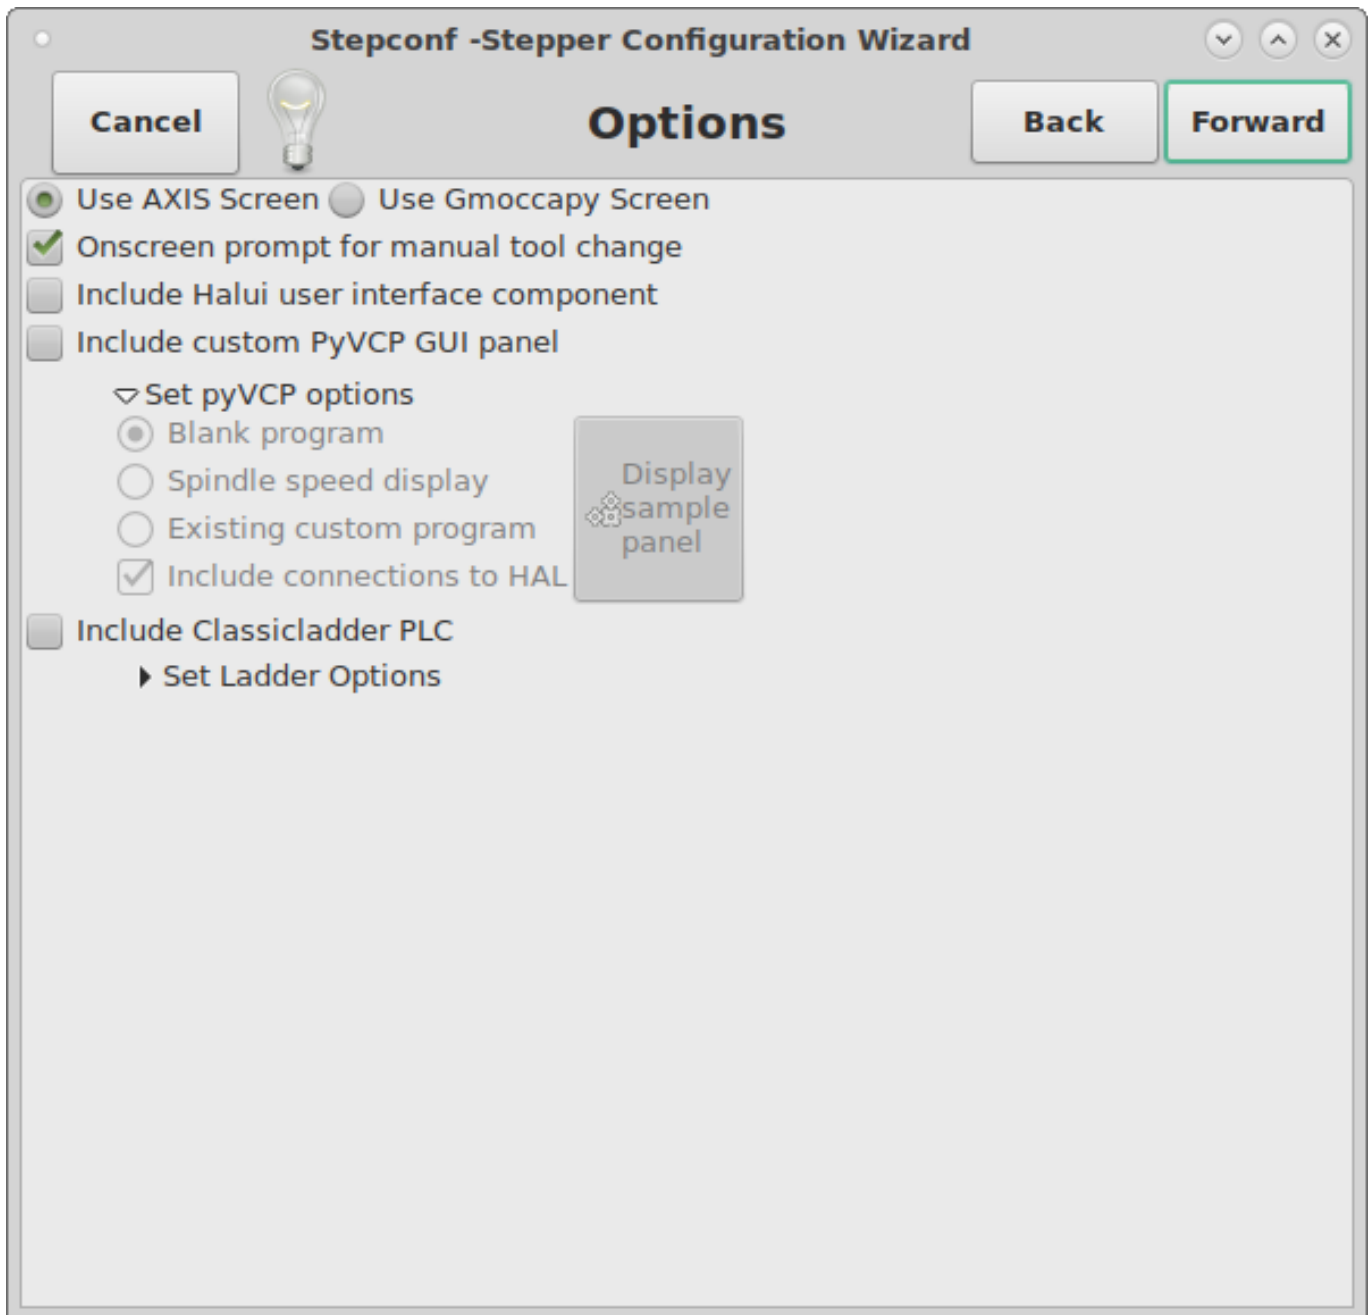 Stepconf -Stepper Configuration Wizard
Cancel
Options
Back
Forward
Use AXIS Screen
Use Gmoccapy Screen
Onscreen prompt for manual tool change
Include Halui user interface component
Include custom PyVCP GUI panel
Set pyVCP options
Blank program
Spindle speed display
Existing custom program
Include connections to HAL
Display
sample
panel
Include Classicladder PLC
Set Ladder Options